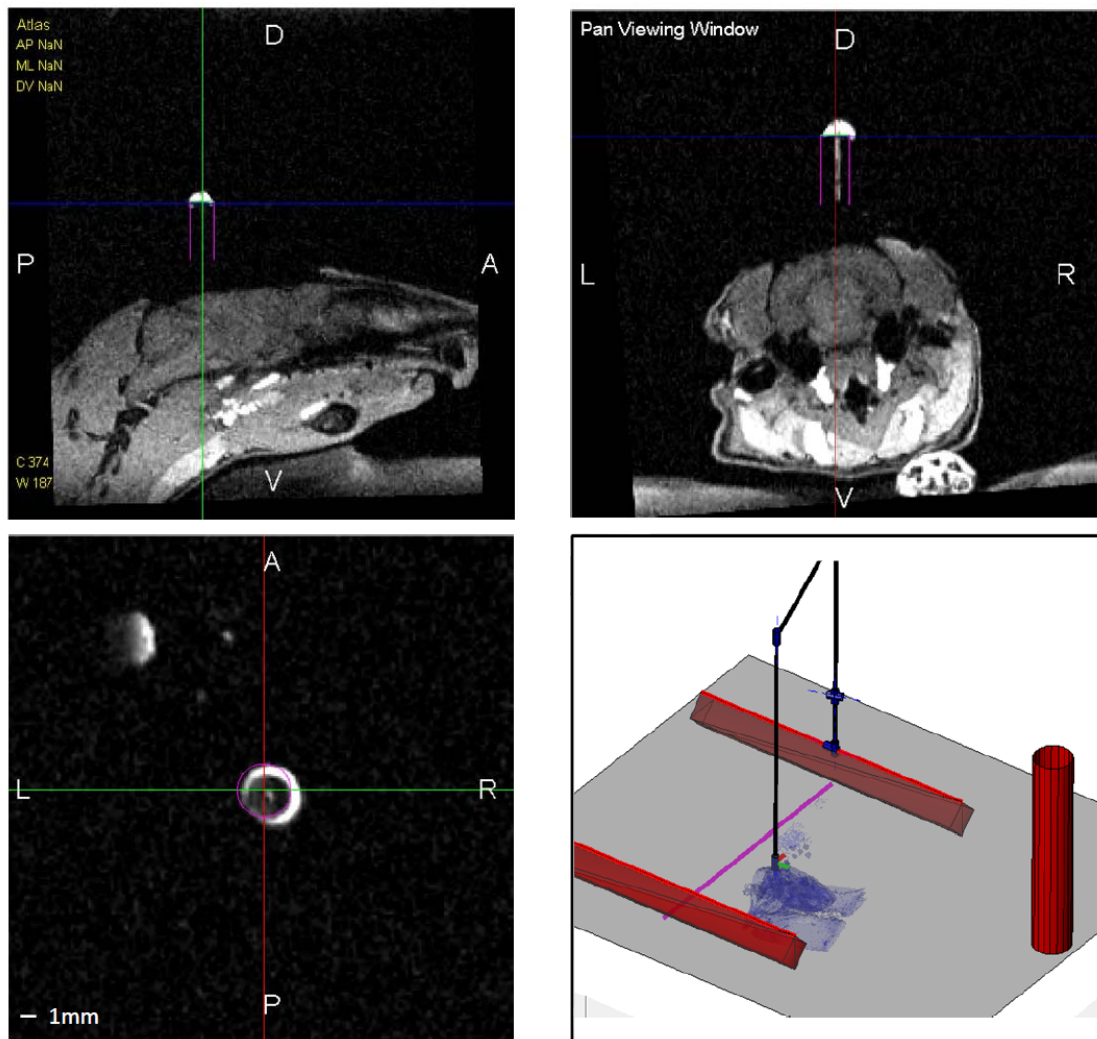 Atlas
AP NaN
ML NaN
DV NaN
D
P
A
C 374
W 187
V
Pan Viewing Window
D
L
R
V
A
L
R
P
1mm